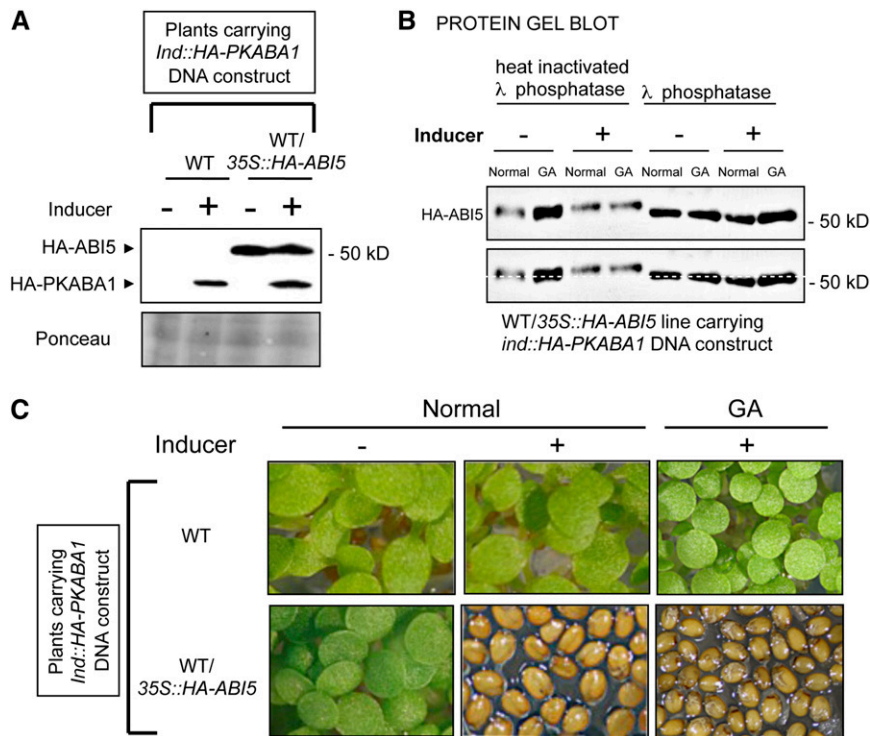 A
Plants carrying
Ind::HA-PKABA1
DNA construct
WT
WT/
35S::HA-ABI5
Inducer - + - +
HA-ABI5
- 50 kD
HA-PKABA1
Ponceau
B PROTEIN GEL BLOT
heat inactivated
λ phosphatase
λ phosphatase
Inducer - + - +
Normal GA Normal GA Normal GA Normal GA
HA-ABI5
- 50 kD
- 50 kD
WT/35S::HA-ABI5 line carrying
ind::HA-PKABA1 DNA construct
C
Normal GA
Inducer - + +
Plants carrying
Ind::HA-PKABA1
DNA construct
WT
WT/
35S::HA-ABI5